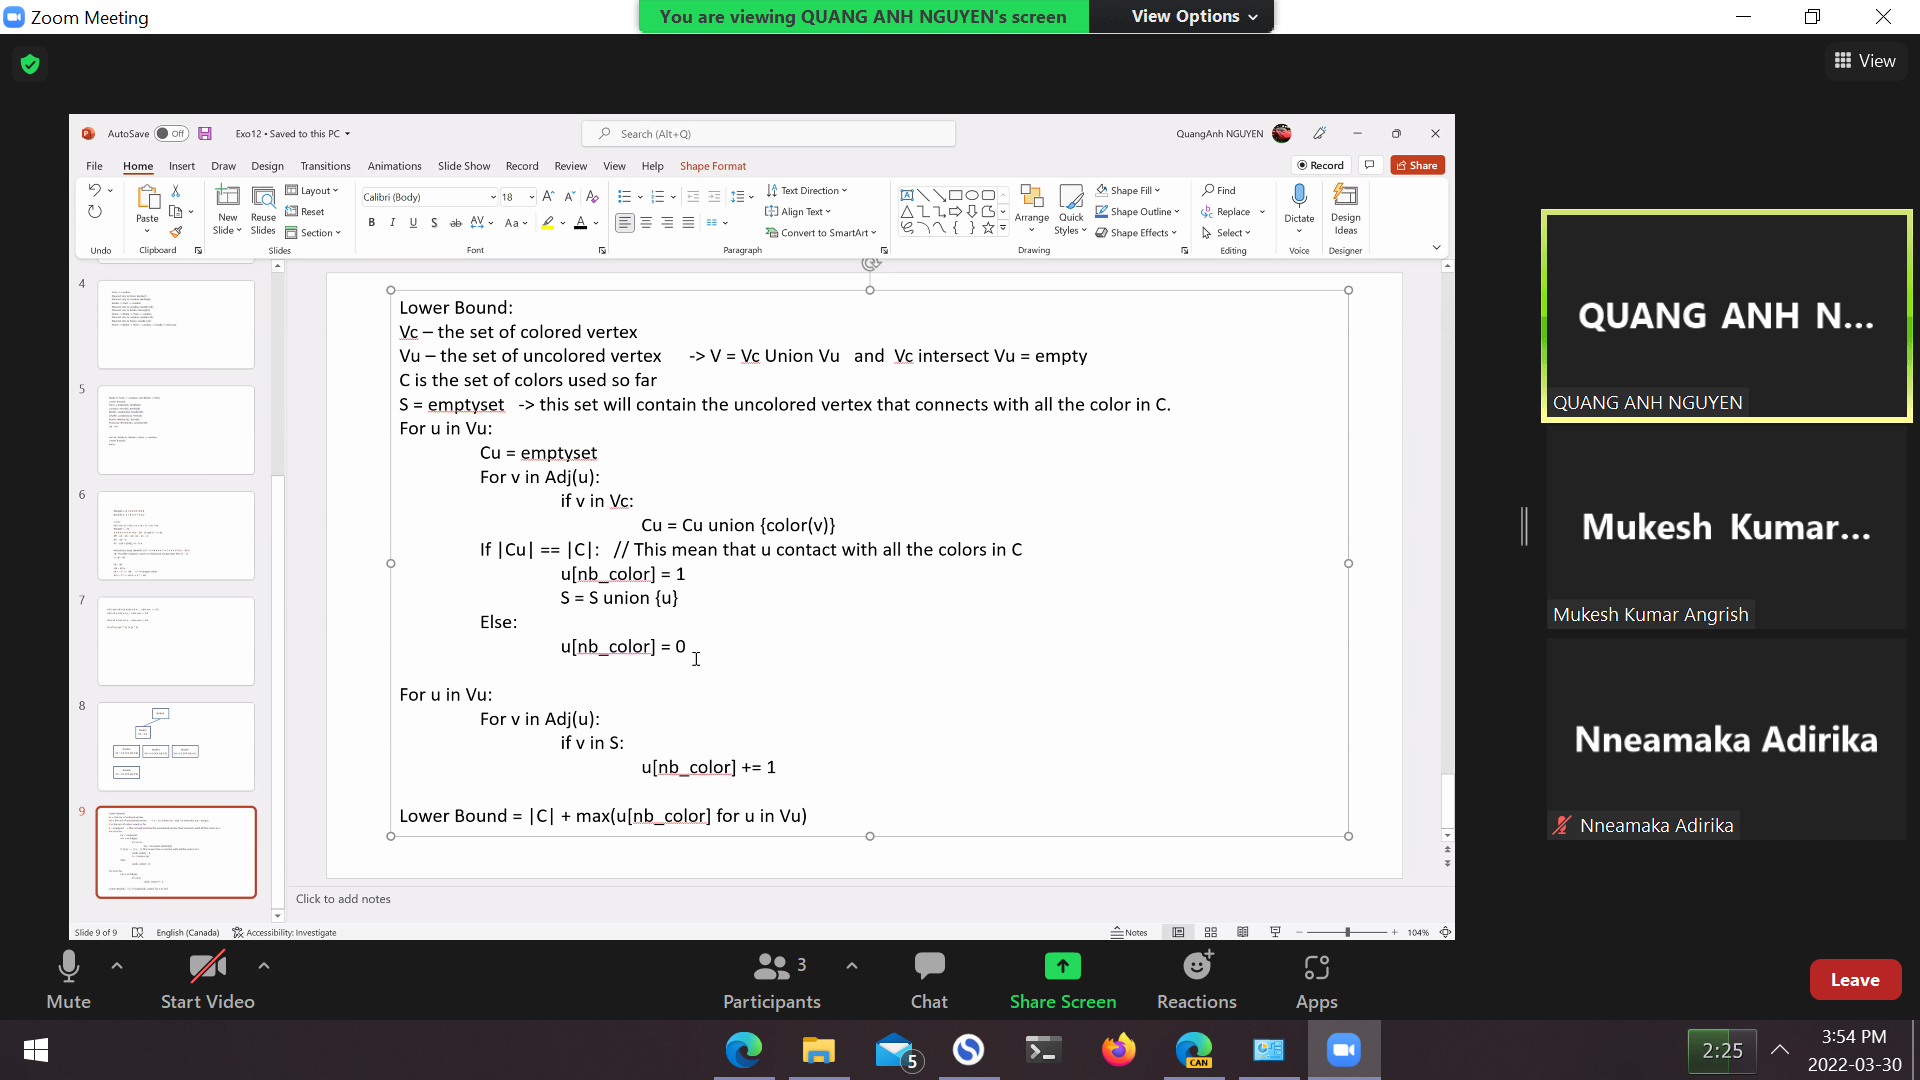 Zoom Meeting
You are viewing QUANG ANH NGUYEN's screen
View Options
View
AutoSave Off
Exo12 • Saved to this PC
Search (Alt+Q)
QuangAnh NGUYEN
File Home Insert Draw Design Transitions Animations Slide Show Record Review View Help Shape Format
Record
Share
Paste
New Slide
Reuse Slides
Layout
Reset
Section
Calibri (Body)
18
Text Direction
Align Text
Convert to SmartArt
Arrange
Quick Styles
Shape Fill
Shape Outline
Shape Effects
Find
Replace
Select
Dictate
Design Ideas
Undo
Clipboard
Slides
Font
Paragraph
Drawing
Editing
Voice
Designer
4
5
6
7
8
9
Lower Bound:
Vc – the set of colored vertex
Vu – the set of uncolored vertex -> V = Vc Union Vu and Vc intersect Vu = empty
C is the set of colors used so far
S = emptyset -> this set will contain the uncolored vertex that connects with all the color in C.
For u in Vu:
Cu = emptyset
For v in Adj(u):
if v in Vc:
Cu = Cu union {color(v)}
If |Cu| == |C|: // This mean that u contact with all the colors in C
u[nb_color] = 1
S = S union {u}
Else:
u[nb_color] = 0
For u in Vu:
For v in Adj(u):
if v in S:
u[nb_color] += 1
Lower Bound = |C| + max(u[nb_color] for u in Vu)
Click to add notes
Slide 9 of 9
English (Canada)
Accessibility: Investigate
Notes
104%
QUANG ANH N...
QUANG ANH NGUYEN
Mukesh Kumar...
Mukesh Kumar Angrish
Nneamaka Adirika
Nneamaka Adirika
Mute
Start Video
3
Participants
Chat
Share Screen
Reactions
Apps
Leave
5
CAN
2:25
3:54 PM
2022-03-30